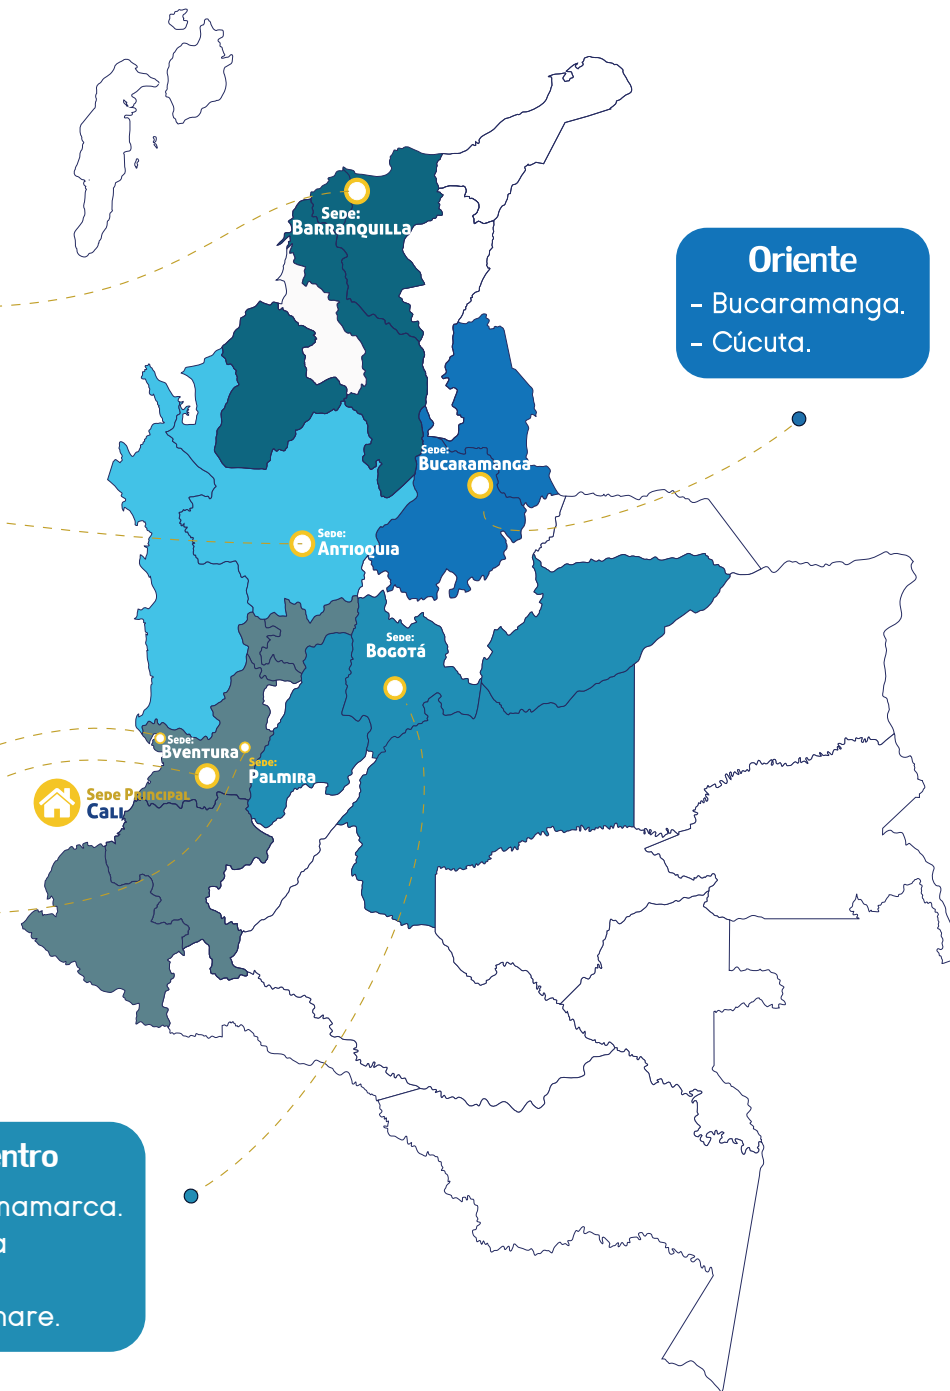 Sede:
Barranquilla
Oriente
- Bucaramanga.
- Cúcuta.
Sede:
Bucaramanga
Sede:
Antioquia
Sede:
Bogotá
Sede:
Bventura
Sede:
Palmira
Sede Principal
Cali
entro
namarca.
a
nare.